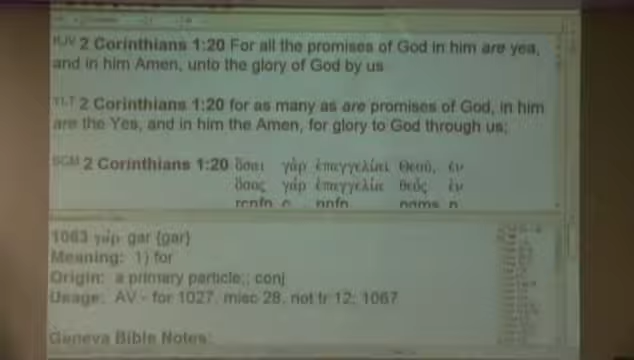 KJV 2 Corinthians 1:20 For all the promises of God in him are yea,
and in him Amen, unto the glory of God by us.
YLT 2 Corinthians 1:20 for as many as are promises of God, in him
are the Yes, and in him the Amen, for glory to God through us;
2 Corinthians 1:20 ὅσαι γὰρ ἐπαγγελίαι θεοῦ, ἐν
ὅσος γάρ ἐπαγγελία θεός ἐν
1063 γάρ gar {gar}
Meaning: 1) for
Origin: a primary particle;; conj
Usage: AV - for 1027, misc 28, not tr 12; 1067
Geneva Bible Notes: